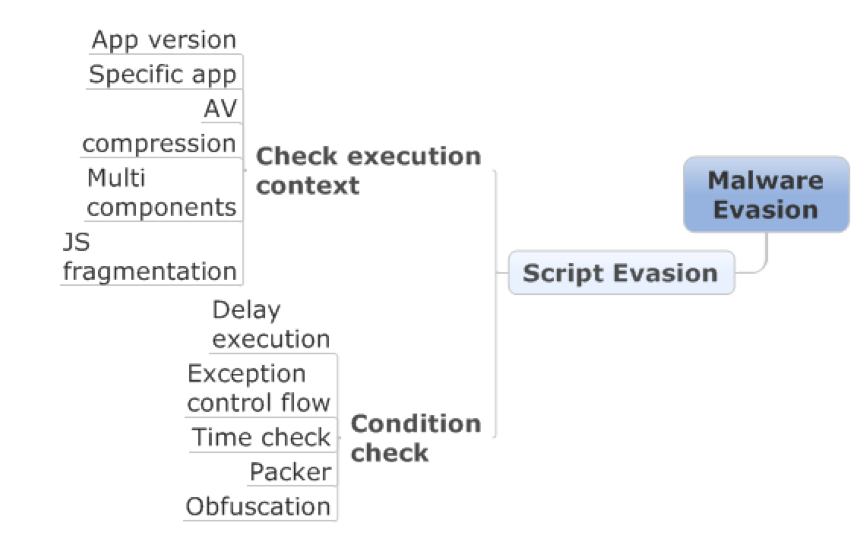 App version
Specific app
AV
compression
Multi
components
JS
fragmentation
Check execution
context
Malware
Evasion
Script Evasion
Delay
execution
Exception
control flow
Time check
Packer
Obfuscation
Condition
check